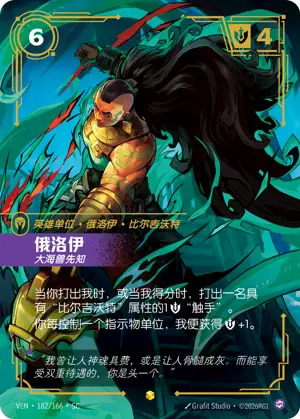 6
4
英雄单位・俄洛伊・比尔吉沃特
俄洛伊
大海兽先知
当你打出我时，或当我得分时，打出一名具
有“比尔吉沃特”属性的1 “触手”。
你每控制一个指示物单位，我便获得+1。
“我曾让人神魂具费，或是让人骨髓成灰。而能享
受双重待遇的，你是头一个。”
VEN・182/166・SC
Grafit Studio・©2026RGI